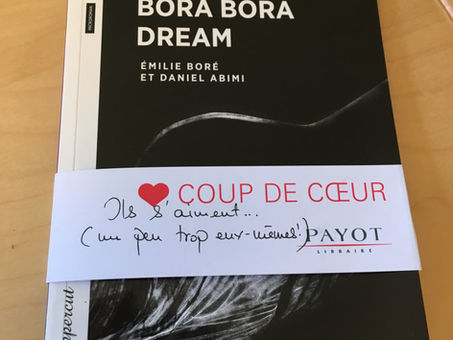 BORA BORA
DREAM
ÉMILIE BORÉ
ET DANIEL ABIMI
COUP DE CŒUR
Ils s'aiment...
(un peu trop eux-mêmes!)
PAYOT
LIBRAIRE